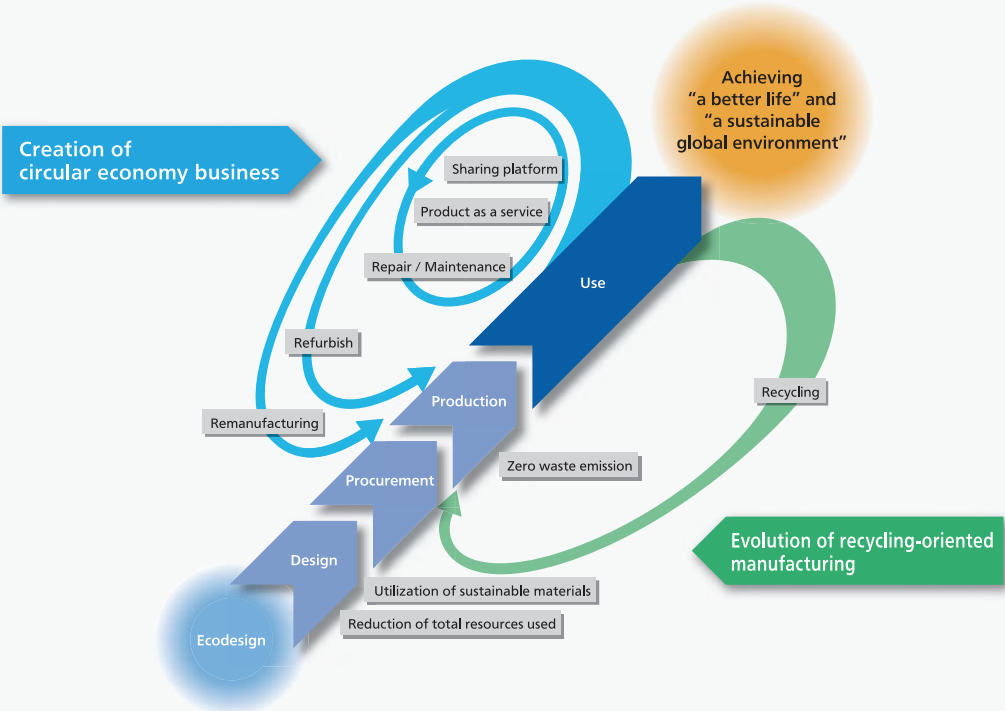 Achieving
“a better life” and
“a sustainable
global environment”
Creation of
circular economy business
Sharing platform
Product as a service
Repair / Maintenance
Use
Refurbish
Production
Recycling
Remanufacturing
Zero waste emission
Procurement
Evolution of recycling-oriented
manufacturing
Design
Utilization of sustainable materials
Reduction of total resources used
Ecodesign